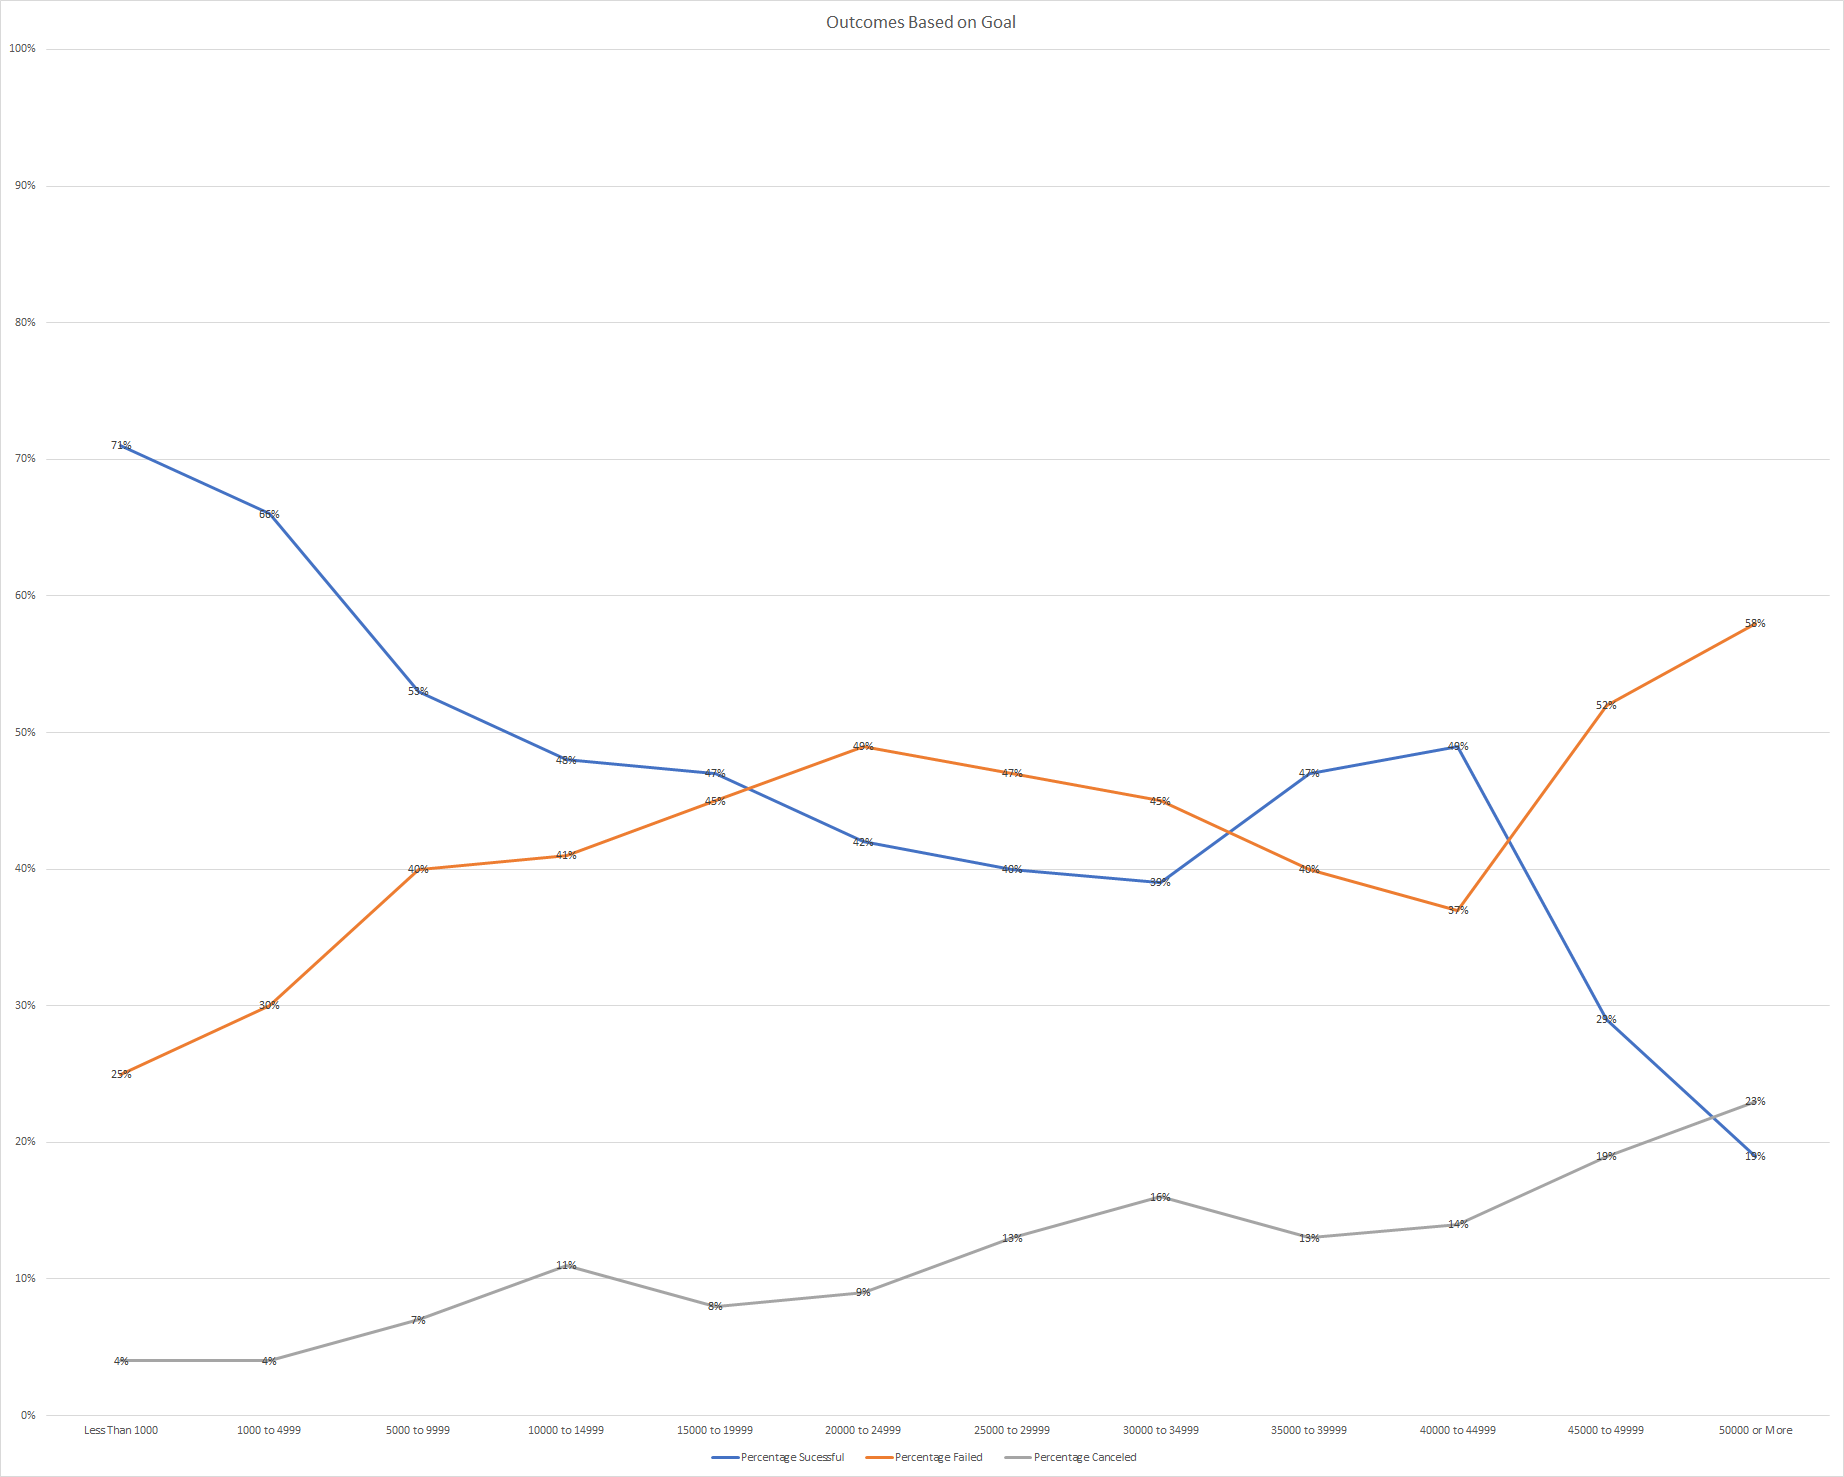 Outcomes Based on Goal
100%
90%
80%
70%
60%
50%
40%
30%
20%
10%
0%
71% 66% 53% 48% 47% 42% 40% 39% 47% 49% 29% 19%
25% 30% 40% 41% 45% 49% 47% 45% 40% 37% 52% 58%
4% 4% 7% 11% 8% 9% 13% 16% 13% 14% 19% 23%
Less Than 1000 1000 to 4999 5000 to 9999 10000 to 14999 15000 to 19999 20000 to 24999 25000 to 29999 30000 to 34999 35000 to 39999 40000 to 44999 45000 to 49999 50000 or More
Percentage Sucessful Percentage Failed Percentage Canceled